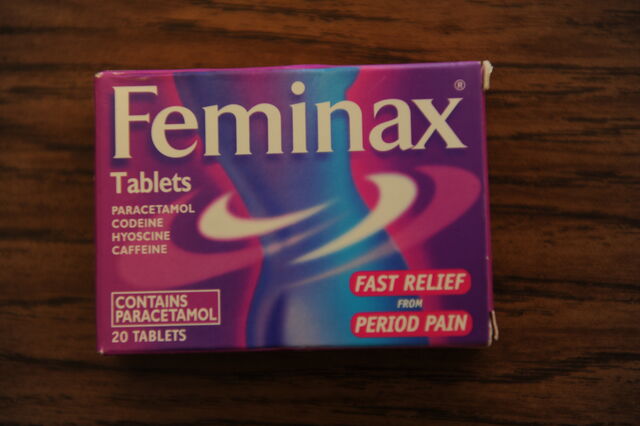 Feminax®
Tablets
PARACETAMOL
CODEINE
HYOSCINE
CAFFEINE
CONTAINS
PARACETAMOL
20 TABLETS
FAST RELIEF
FROM
PERIOD PAIN